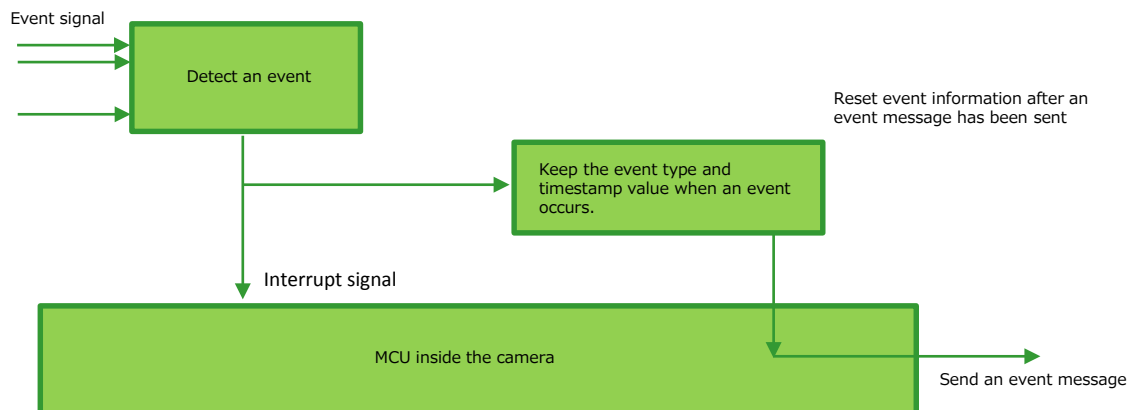 Event signal
Detect an event
Reset event information after an
event message has been sent
Keep the event type and
timestamp value when an event
occurs.
Interrupt signal
MCU inside the camera
Send an event message